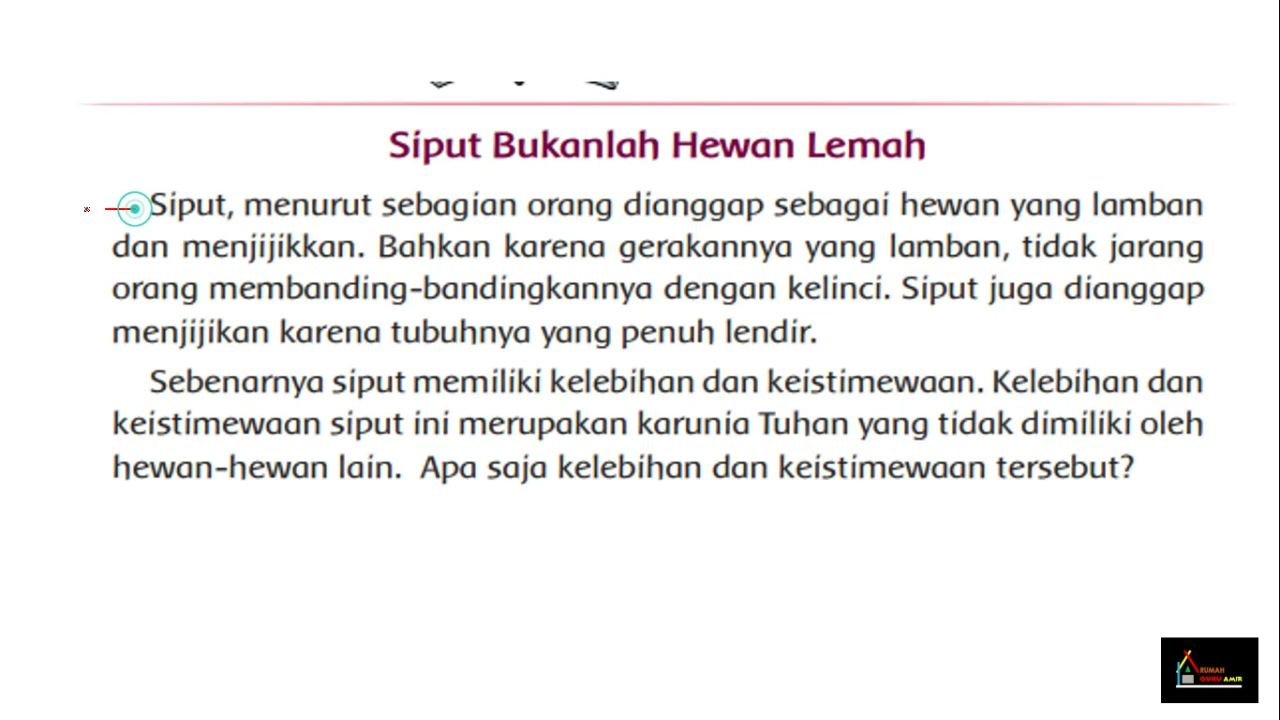 Siput Bukanlah Hewan Lemah
Siput, menurut sebagian orang dianggap sebagai hewan yang lamban
dan menjijikkan. Bahkan karena gerakannya yang lamban, tidak jarang
orang membanding-bandingkannya dengan kelinci. Siput juga dianggap
menjijikan karena tubuhnya yang penuh lendir.
Sebenarnya siput memiliki kelebihan dan keistimewaan. Kelebihan dan
keistimewaan siput ini merupakan karunia Tuhan yang tidak dimiliki oleh
hewan-hewan lain. Apa saja kelebihan dan keistimewaan tersebut?
RUMAH
GURU AMIR